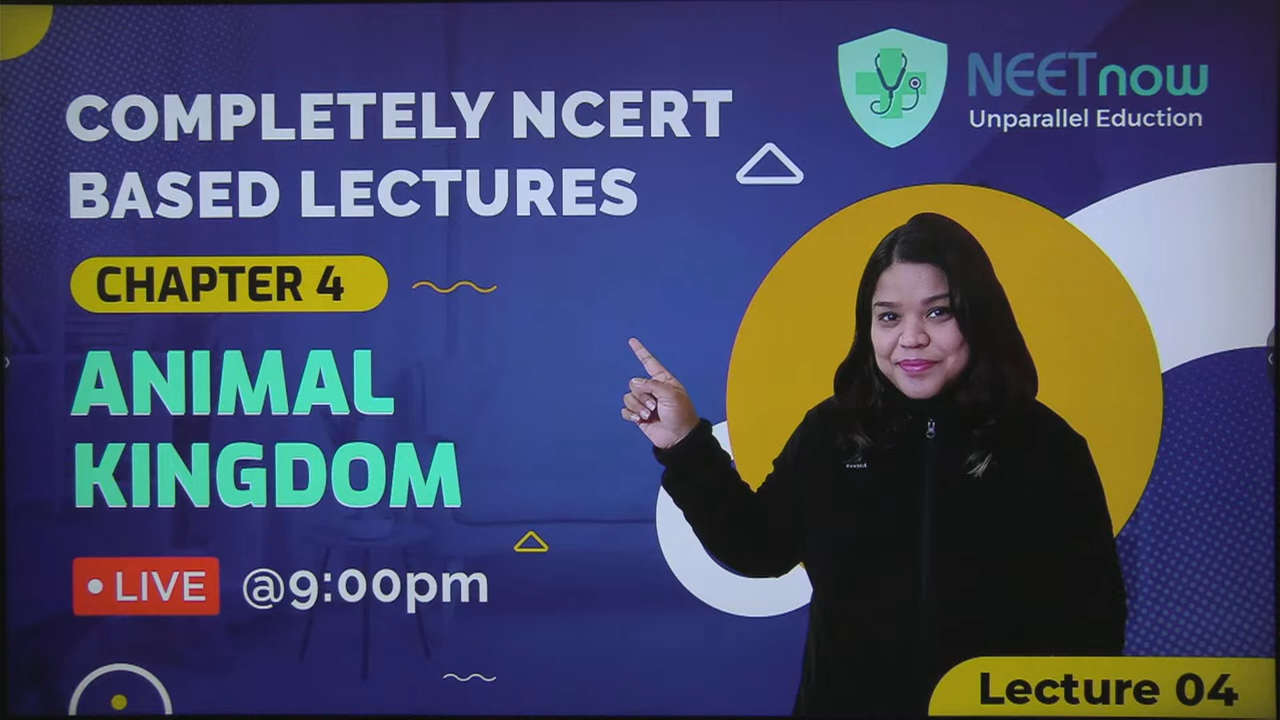 COMPLETELY NCERT
BASED LECTURES
CHAPTER 4
ANIMAL
KINGDOM
LIVE @9:00pm
NEETnow
Unparallel Eduction
Lecture 04